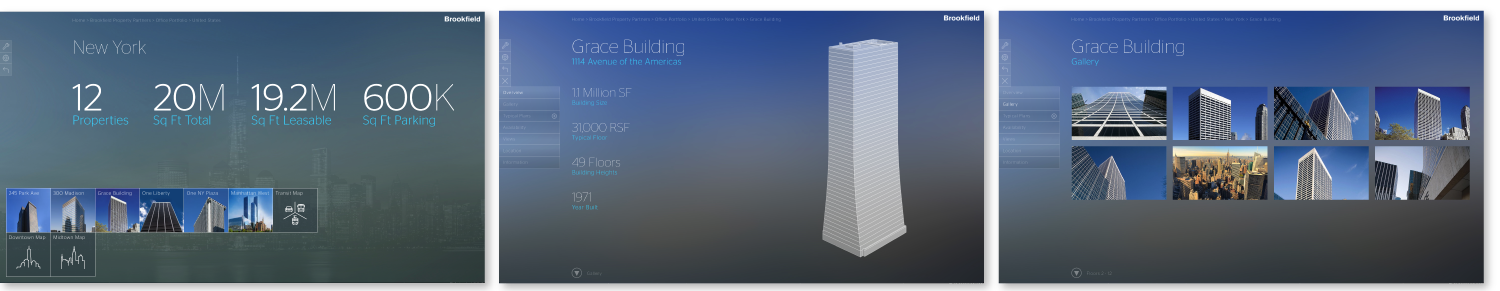 Home > Brookfield Property Partners > Office Portfolio > United States
Brookfield
New York
12
Properties
20M
Sq Ft Total
19.2M
Sq Ft Leasable
600K
Sq Ft Parking
245 Park Ave
300 Madison
Grace Building
One Liberty
One NY Plaza
Manhattan West
Transit Map
Downtown Map
Midtown Map
Home > Brookfield Property Partners > Office Portfolio > United States > New York > Grace Building
Brookfield
Grace Building
1114 Avenue of the Americas
Overview
Gallery
Typical Floors
Availability
Location
Information
1.1 Million SF
Building Size
31,000 RSF
Typical Floor
49 Floors
Building Heights
1971
Year Built
Gallery
Home > Brookfield Property Partners > Office Portfolio > United States > New York > Grace Building
Brookfield
Grace Building
Gallery
Overview
Gallery
Typical Floors
Availability
Location
Information